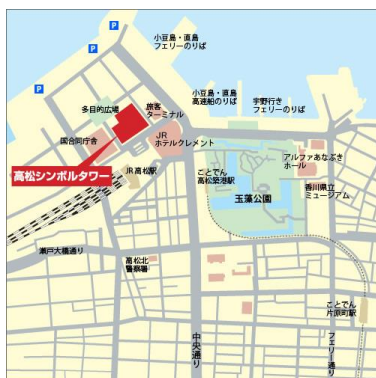 P
小豆島・直島
フェリーのりば
P
P
小豆島・直島
高速船のりば
宇野行き
フェリーのりば
多目的広場
旅客
ターミナル
国合同庁舎
JR
ホテルクレメント
高松シンボルタワー
JR高松駅
ことでん
高松築港駅
アルファあなぶき
ホール
玉藻公園
香川県立
ミュージアム
瀬戸大橋通り
高松北
警察署
ことでん
片原町駅
中央通り
フェリー通り